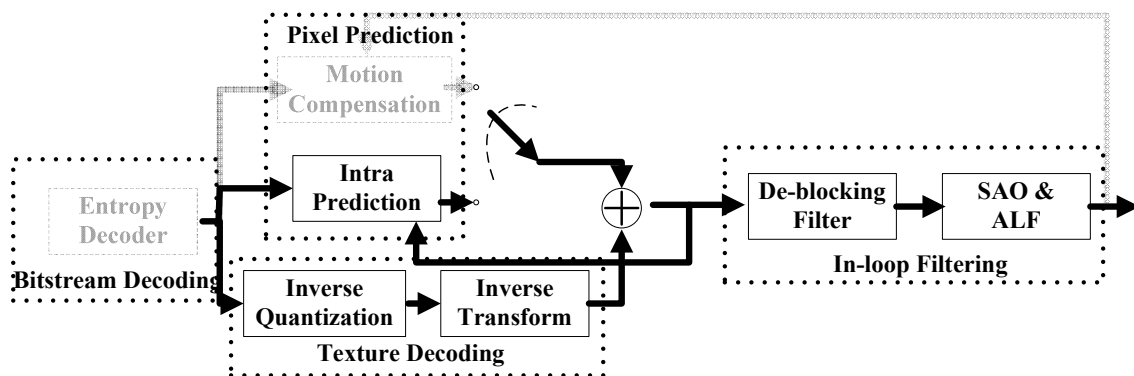 Pixel Prediction
Motion
Compensation
Intra
Prediction
Entropy
Decoder
Bitstream Decoding
Inverse
Quantization
Inverse
Transform
Texture Decoding
De-blocking
Filter
SAO &
ALF
In-loop Filtering